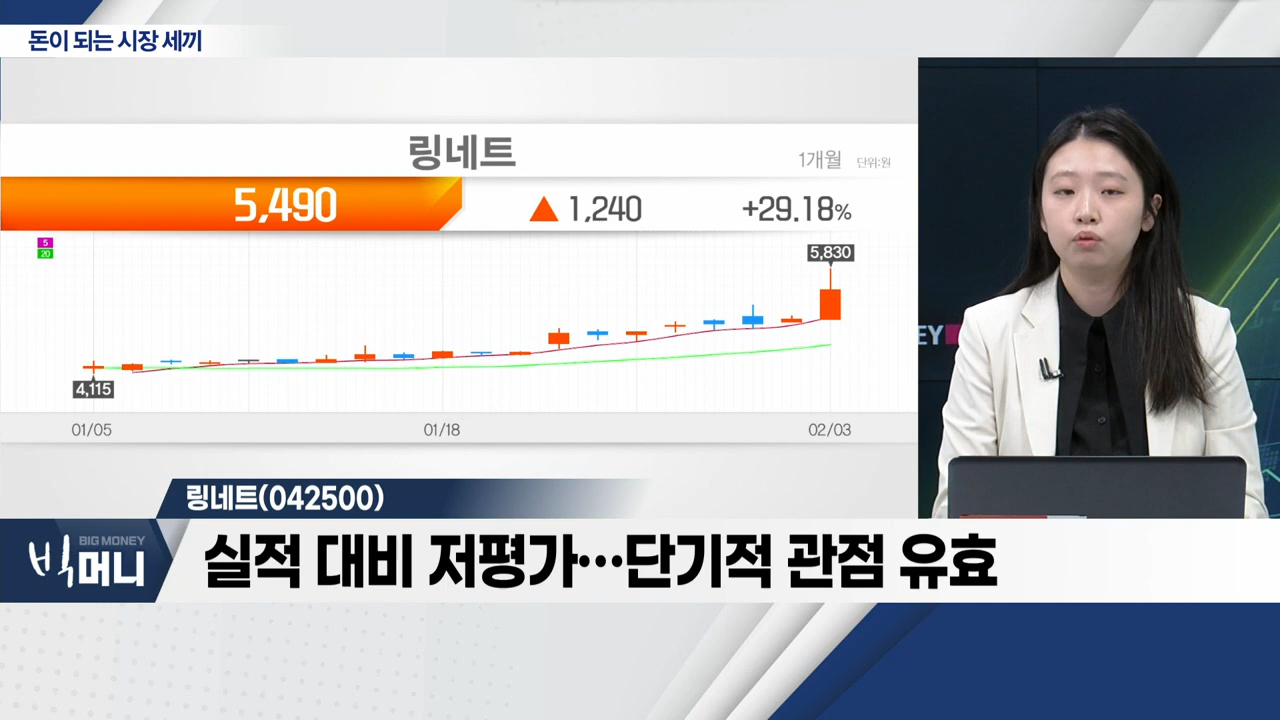 돈이 되는 시장 세끼
링네트
1개월 단위:원
5,490 ▲ 1,240 +29.18%
5
20
5,830
4,115
01/05 01/18 02/03
EY
링네트(042500)
BIG MONEY
빅머니
실적 대비 저평가…단기적 관점 유효